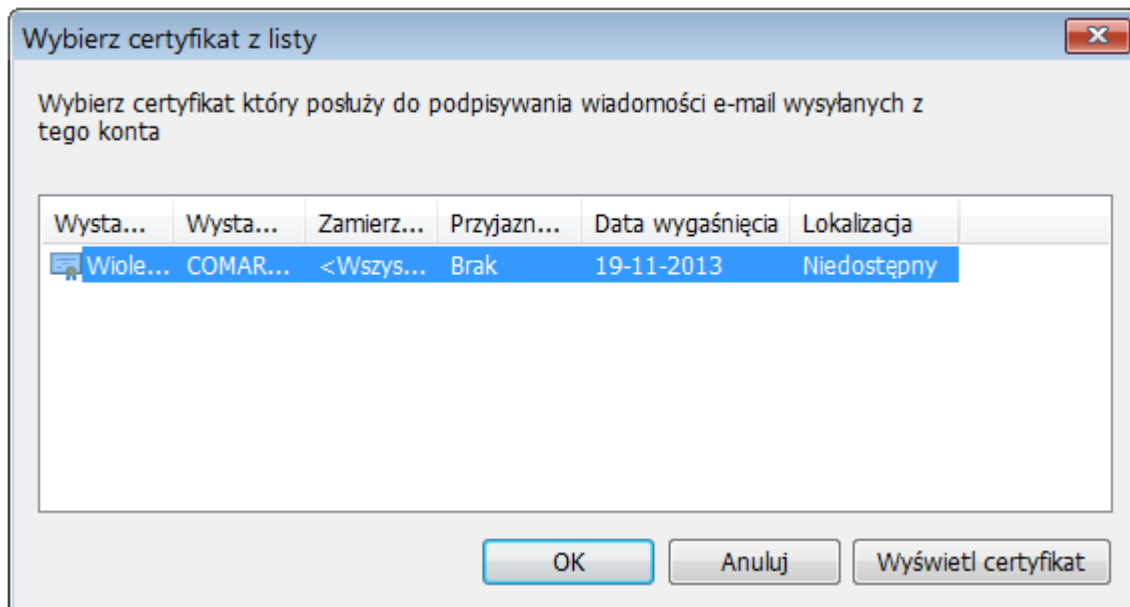 Wybierz certyfikat z listy
Wybierz certyfikat który posłuży do podpisywania wiadomości e-mail wysyłanych z
tego konta
Wysta... Wysta... Zamierz... Przyjazn... Data wygaśnięcia Lokalizacja
Wiole... COMAR... <Wszys... Brak 19-11-2013 Niedostępny
OK Anuluj Wyświetl certyfikat